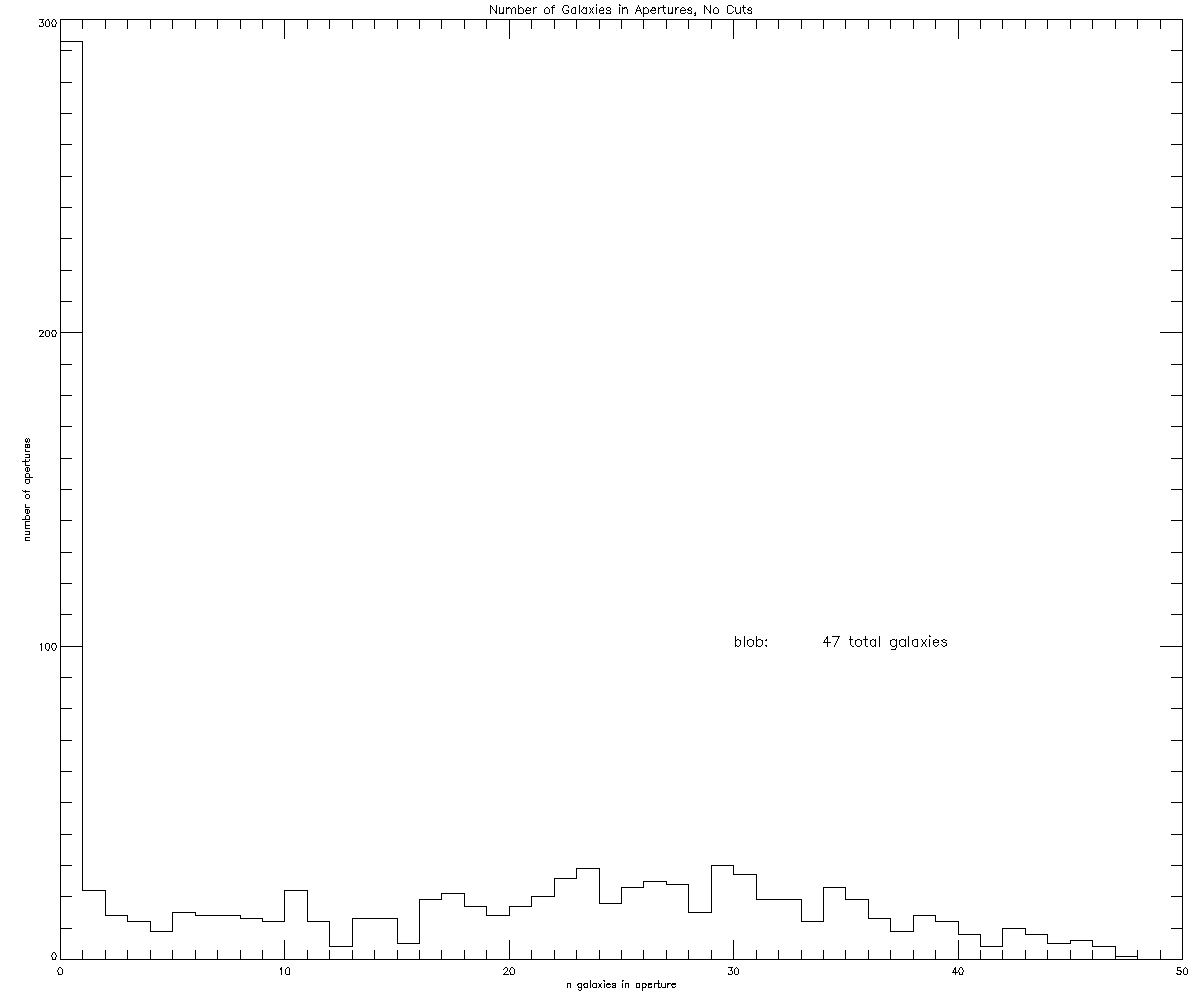 Number of Galaxies in Apertures, No Cuts
300
200
number of apertures
blob: 47 total galaxies
100
0
0 10 20 30 40 50
n galaxies in aperture